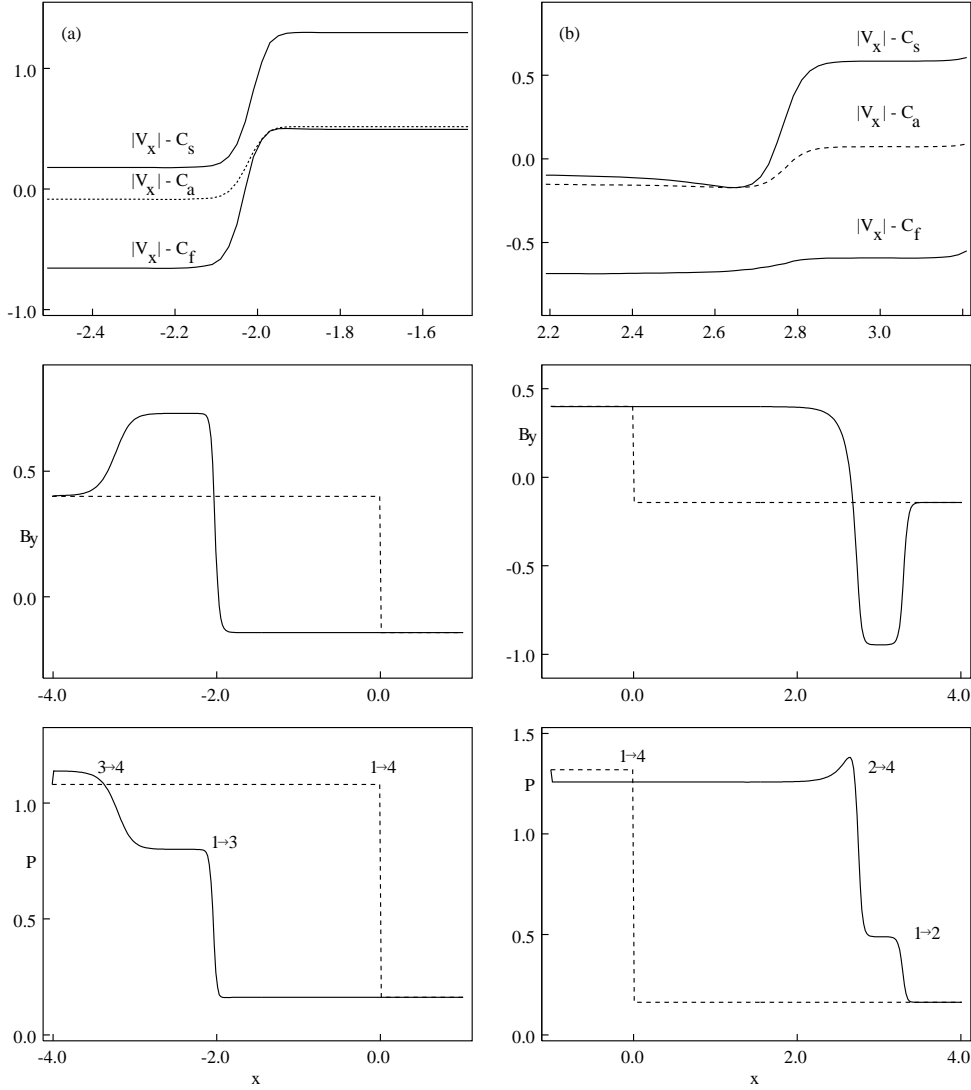 (a)
1.0
0.0
-1.0
|Vx| - Cs
|Vx| - Ca
|Vx| - Cf
-2.4 -2.2 -2.0 -1.8 -1.6
(b)
0.5
0.0
-0.5
|Vx| - Cs
|Vx| - Ca
|Vx| - Cf
2.2 2.4 2.6 2.8 3.0
0.5
By
0.0
-4.0 -2.0 0.0
0.5
By
0.0
-0.5
-1.0
0.0 2.0 4.0
3→4 1→4
1.0
1→3
P
0.5
0.0
-4.0 -2.0 0.0
x
1.5
1→4 2→4
P
1.0
0.5
1→2
0.0
0.0 2.0 4.0
x